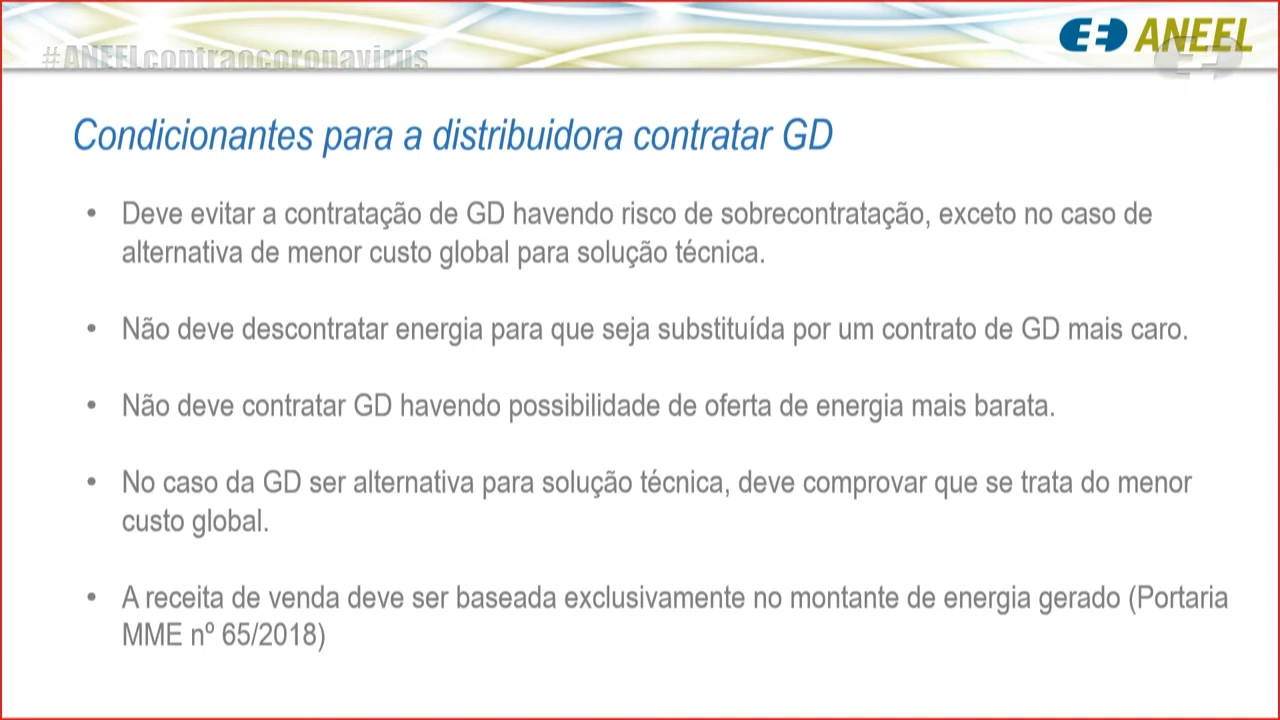 #ANEELcontraocoronavirus
ANEEL
Condicionantes para a distribuidora contratar GD
• Deve evitar a contratação de GD havendo risco de sobrecontratação, exceto no caso de
alternativa de menor custo global para solução técnica.
• Não deve descontratar energia para que seja substituída por um contrato de GD mais caro.
• Não deve contratar GD havendo possibilidade de oferta de energia mais barata.
• No caso da GD ser alternativa para solução técnica, deve comprovar que se trata do menor
custo global.
• A receita de venda deve ser baseada exclusivamente no montante de energia gerado (Portaria
MME nº 65/2018)